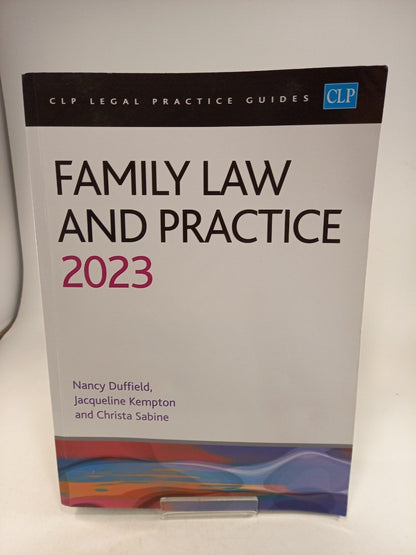 CLP LEGAL PRACTICE GUIDES CLP
FAMILY LAW
AND PRACTICE
2023
Nancy Duffield,
Jacqueline Kempton
and Christa Sabine